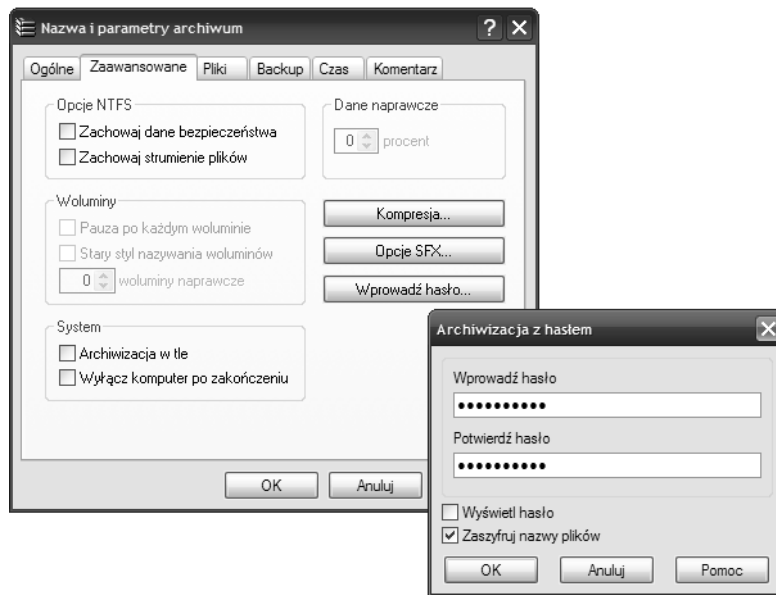 Nazwa i parametry archiwum
Ogólne Zaawansowane Pliki Backup Czas Komentarz
Opcje NTFS
Zachowaj dane bezpieczeństwa
Zachowaj strumienie plików
Dane naprawcze
0 procent
Woluminy
Pauza po każdym woluminie
Stary styl nazywania woluminów
0 woluminy naprawcze
Kompresja...
Opcje SFX...
Wprowadź hasło...
System
Archiwizacja w tle
Wyłącz komputer po zakończeniu
OK Anuluj
Archiwizacja z hasłem
Wprowadź hasło
••••••••••
Potwierdź hasło
••••••••••
Wyświetl hasło
Zaszyfruj nazwy plików
OK Anuluj Pomoc